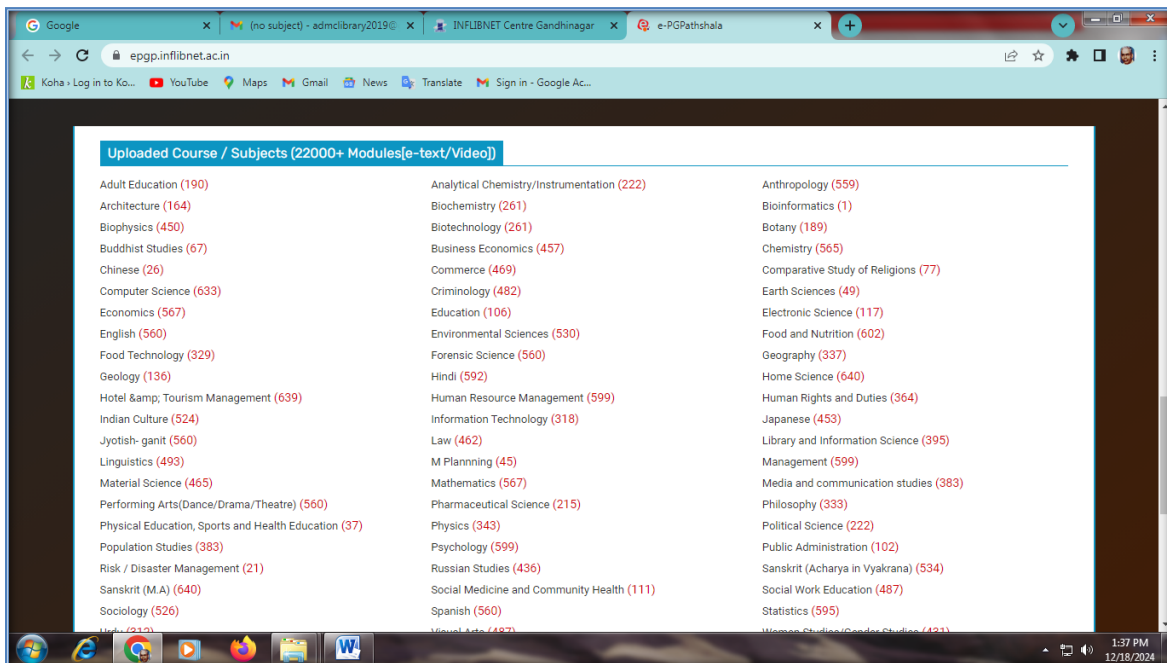 Google
(no subject) - admclibrary2019@
INFLIBNET Centre Gandhinagar
e-PGPathshala
epgp.inflibnet.ac.in
Koha › Log in to Ko... YouTube Maps Gmail News Translate Sign in - Google Ac...
Uploaded Course / Subjects (22000+ Modules[e-text/Video])
Adult Education (190) Analytical Chemistry/Instrumentation (222) Anthropology (559)
Architecture (164) Biochemistry (261) Bioinformatics (1)
Biophysics (450) Biotechnology (261) Botany (189)
Buddhist Studies (67) Business Economics (457) Chemistry (565)
Chinese (26) Commerce (469) Comparative Study of Religions (77)
Computer Science (633) Criminology (482) Earth Sciences (49)
Economics (567) Education (106) Electronic Science (117)
English (560) Environmental Sciences (530) Food and Nutrition (602)
Food Technology (329) Forensic Science (560) Geography (337)
Geology (136) Hindi (592) Home Science (640)
Hotel &amp; Tourism Management (639) Human Resource Management (599) Human Rights and Duties (364)
Indian Culture (524) Information Technology (318) Japanese (453)
Jyotish- ganit (560) Law (462) Library and Information Science (395)
Linguistics (493) M Plannning (45) Management (599)
Material Science (465) Mathematics (567) Media and communication studies (383)
Performing Arts(Dance/Drama/Theatre) (560) Pharmaceutical Science (215) Philosophy (333)
Physical Education, Sports and Health Education (37) Physics (343) Political Science (222)
Population Studies (383) Psychology (599) Public Administration (102)
Risk / Disaster Management (21) Russian Studies (436) Sanskrit (Acharya in Vyakrana) (534)
Sanskrit (M.A) (640) Social Medicine and Community Health (111) Social Work Education (487)
Sociology (526) Spanish (560) Statistics (595)
Urdu (312) Visual Arts (487) Women Studies/Gender Studies (431)
1:37 PM
12/18/2024